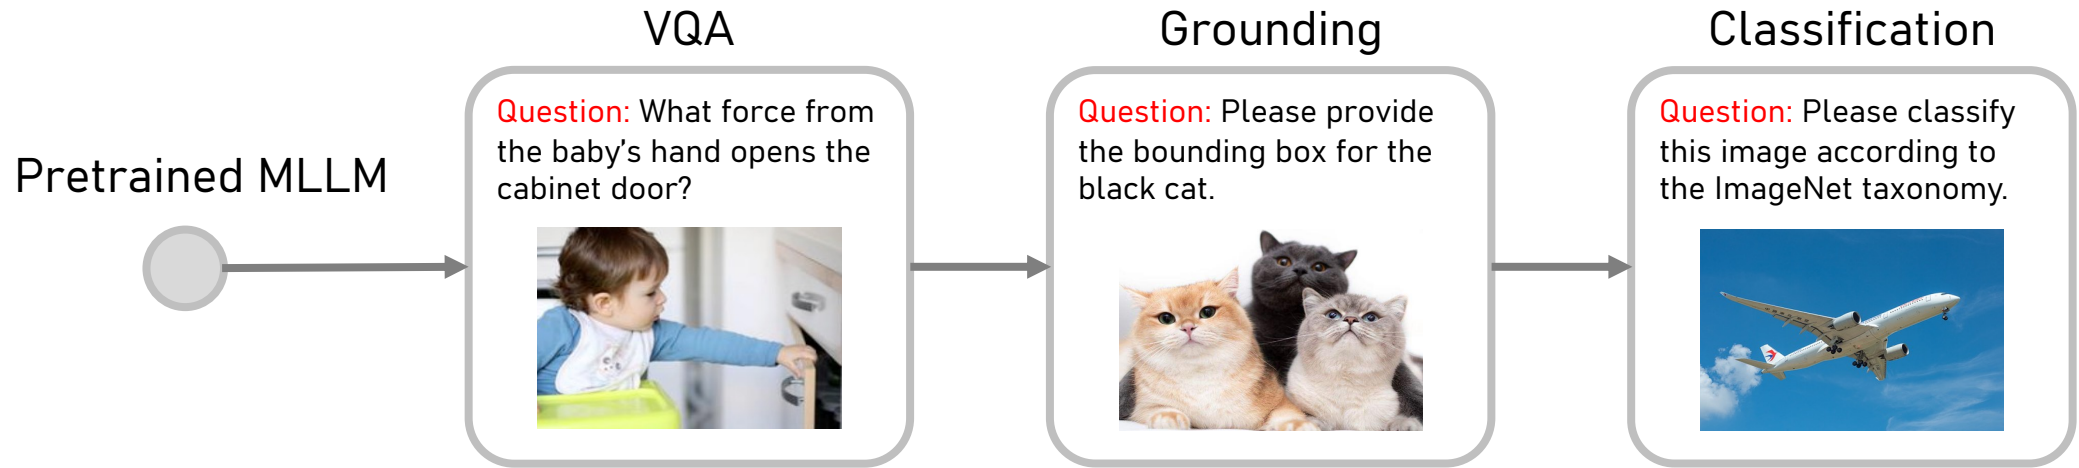 VQA
Grounding
Classification
Pretrained MLLM
Question: What force from
the baby's hand opens the
cabinet door?
Question: Please provide
the bounding box for the
black cat.
Question: Please classify
this image according to
the ImageNet taxonomy.